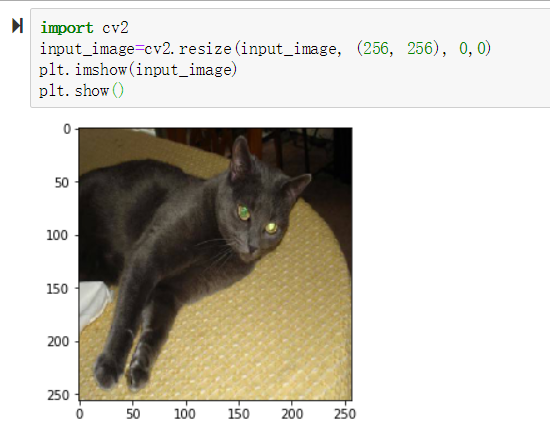 import cv2
input_image=cv2.resize(input_image, (256, 256), 0,0)
plt.imshow(input_image)
plt.show()
0
50
100
150
200
250
0 50 100 150 200 250